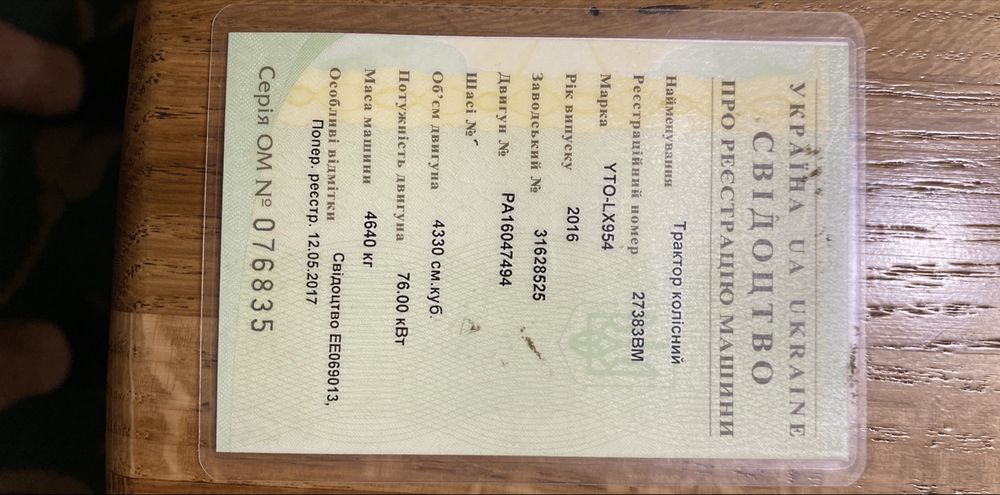 УКРАЇНА UA UKRAINE
СВІДОЦТВО
ПРО РЕЄСТРАЦІЮ МАШИНИ
Найменування Трактор колісний
Реєстраційний номер 27383ВМ
Марка YTO-LX954
Рік випуску 2016
Заводський № 31628525
Двигун № PA16047494
Шасі №
Об’єм двигуна 4330 см.куб.
Потужність двигуна 76.00 кВт
Маса машини 4640 кг
Особливі відмітки Свідоцтво ЕЕ069013,
Попер. реєстр. 12.05.2017
Серія ОМ № 076835